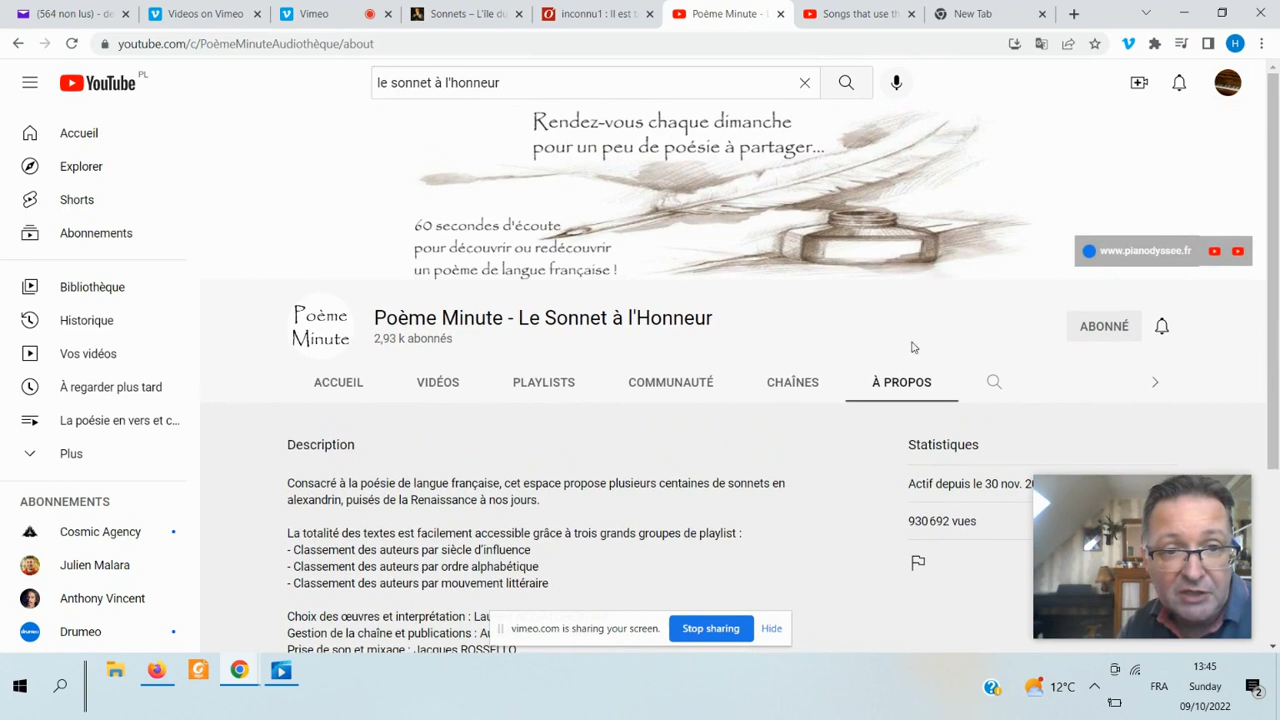 (564 non lus) - de
Videos on Vimeo
Vimeo
Sonnets – L'île du
inconnu1 : Il est t
Poème Minute - L
Songs that use th
New Tab
youtube.com/c/PoèmeMinuteAudiothèque/about
H
YouTube PL
le sonnet à l'honneur
Accueil
Explorer
Shorts
Abonnements
Bibliothèque
Historique
Vos vidéos
À regarder plus tard
La poésie en vers et c...
Plus
ABONNEMENTS
Cosmic Agency
Julien Malara
Anthony Vincent
Drumeo
Rendez-vous chaque dimanche
pour un peu de poésie à partager...
60 secondes d'écoute
pour découvrir ou redécouvrir
un poème de langue française !
www.pianodyssee.fr
Poème
Minute
Poème Minute - Le Sonnet à l'Honneur
2,93 k abonnés
ABONNÉ
ACCUEIL
VIDÉOS
PLAYLISTS
COMMUNAUTÉ
CHAÎNES
À PROPOS
Description
Consacré à la poésie de langue française, cet espace propose plusieurs centaines de sonnets en
alexandrin, puisés de la Renaissance à nos jours.
La totalité des textes est facilement accessible grâce à trois grands groupes de playlist :
- Classement des auteurs par siècle d'influence
- Classement des auteurs par ordre alphabétique
- Classement des auteurs par mouvement littéraire
Choix des œuvres et interprétation : Lau
Gestion de la chaîne et publications : Au
Prise de son et mixage : Jacques ROSSELLO
Statistiques
Actif depuis le 30 nov. 20
930 692 vues
vimeo.com is sharing your screen.
Stop sharing
Hide
drumeo
12°C
FRA
13:45
Sunday
09/10/2022
2